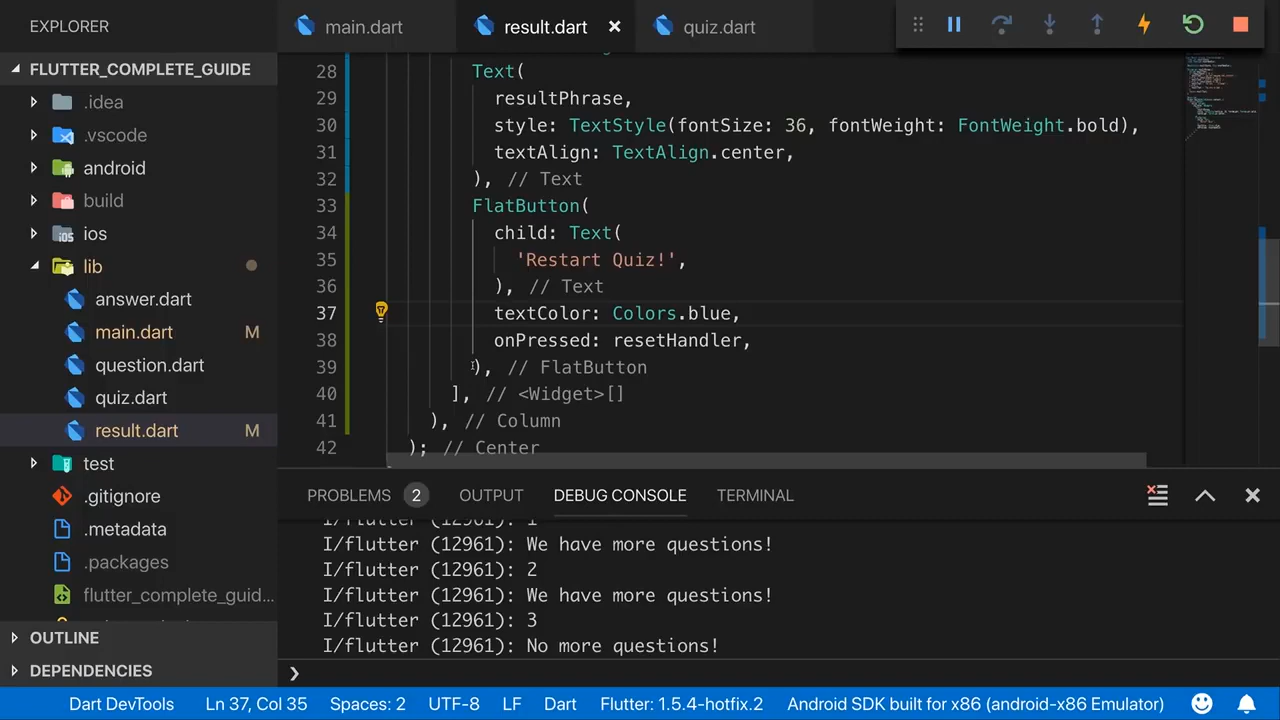 EXPLORER
main.dart
result.dart
quiz.dart
FLUTTER_COMPLETE_GUIDE
.idea
.vscode
android
build
ios
lib
answer.dart
main.dart M
question.dart
quiz.dart
result.dart M
test
.gitignore
.metadata
.packages
flutter_complete_guid...
OUTLINE
DEPENDENCIES
28 Text(
29 resultPhrase,
30 style: TextStyle(fontSize: 36, fontWeight: FontWeight.bold),
31 textAlign: TextAlign.center,
32 ), // Text
33 FlatButton(
34 child: Text(
35 'Restart Quiz!',
36 ), // Text
37 textColor: Colors.blue,
38 onPressed: resetHandler,
39 ), // FlatButton
40 ], // <Widget>[]
41 ), // Column
42 ); // Center
PROBLEMS 2 OUTPUT DEBUG CONSOLE TERMINAL
I/flutter (12961): 1
I/flutter (12961): We have more questions!
I/flutter (12961): 2
I/flutter (12961): We have more questions!
I/flutter (12961): 3
I/flutter (12961): No more questions!
Dart DevTools Ln 37, Col 35 Spaces: 2 UTF-8 LF Dart Flutter: 1.5.4-hotfix.2 Android SDK built for x86 (android-x86 Emulator)